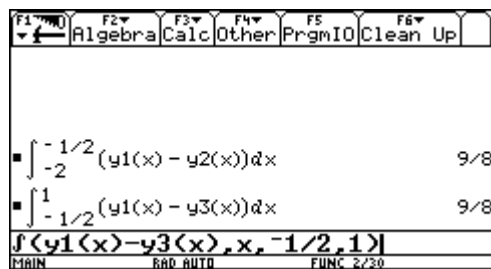 F1 F2 Algebra F3 Calc F4 Other F5 PrgmIO F6 Clean Up
∫ -2 -1/2 (y1(x) - y2(x))dx 9/8
∫ -1/2 1 (y1(x) - y3(x))dx 9/8
∫(y1(x)-y3(x),x,-1/2,1)
MAIN RAD AUTO FUNC 2/30